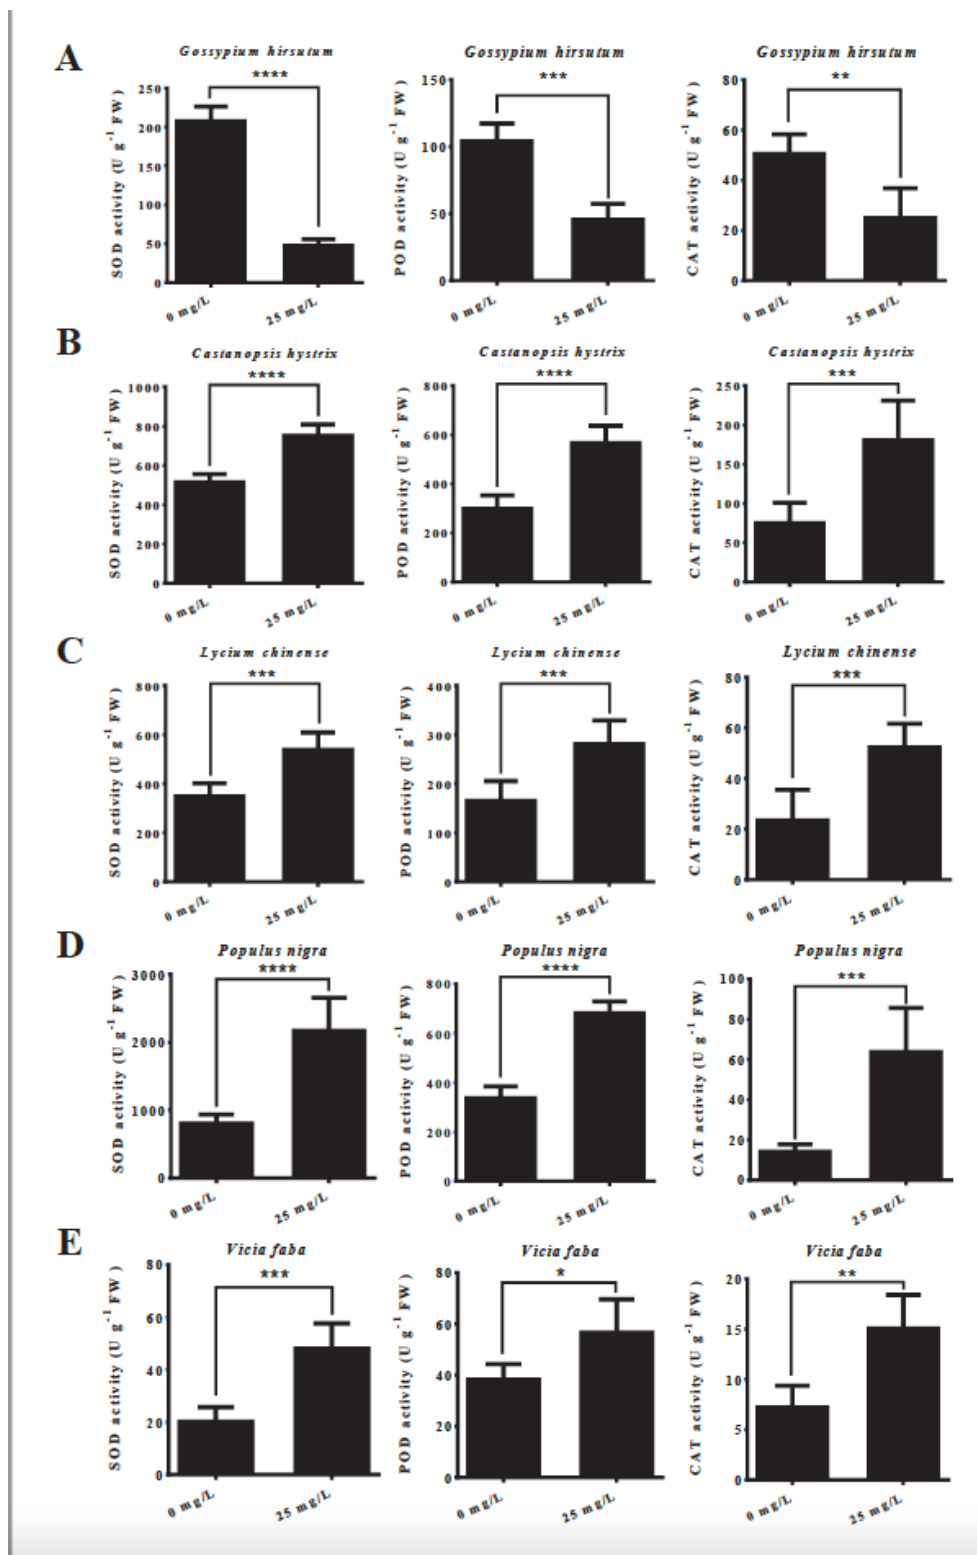 A
Gossypium hirsutum
****
SOD activity (U g-1 FW)
250
200
150
100
50
0
0 mg/L
25 mg/L
Gossypium hirsutum
***
POD activity (U g-1 FW)
150
100
50
0
0 mg/L
25 mg/L
Gossypium hirsutum
**
CAT activity (U g-1 FW)
80
60
40
20
0
0 mg/L
25 mg/L
B
Castanopsis hystrix
****
SOD activity (U g-1 FW)
1000
800
600
400
200
0
0 mg/L
25 mg/L
Castanopsis hystrix
****
POD activity (U g-1 FW)
800
600
400
200
0
0 mg/L
25 mg/L
Castanopsis hystrix
***
CAT activity (U g-1 FW)
250
200
150
100
50
0
0 mg/L
25 mg/L
C
Lycium chinense
***
SOD activity (U g-1 FW)
800
600
400
200
0
0 mg/L
25 mg/L
Lycium chinense
***
POD activity (U g-1 FW)
400
300
200
100
0
0 mg/L
25 mg/L
Lycium chinense
***
CAT activity (U g-1 FW)
80
60
40
20
0
0 mg/L
25 mg/L
D
Populus nigra
****
SOD activity (U g-1 FW)
3000
2000
1000
0
0 mg/L
25 mg/L
Populus nigra
****
POD activity (U g-1 FW)
800
600
400
200
0
0 mg/L
25 mg/L
Populus nigra
***
CAT activity (U g-1 FW)
100
80
60
40
20
0
0 mg/L
25 mg/L
E
Vicia faba
***
SOD activity (U g-1 FW)
80
60
40
20
0
0 mg/L
25 mg/L
Vicia faba
*
POD activity (U g-1 FW)
80
60
40
20
0
0 mg/L
25 mg/L
Vicia faba
**
CAT activity (U g-1 FW)
20
15
10
5
0
0 mg/L
25 mg/L